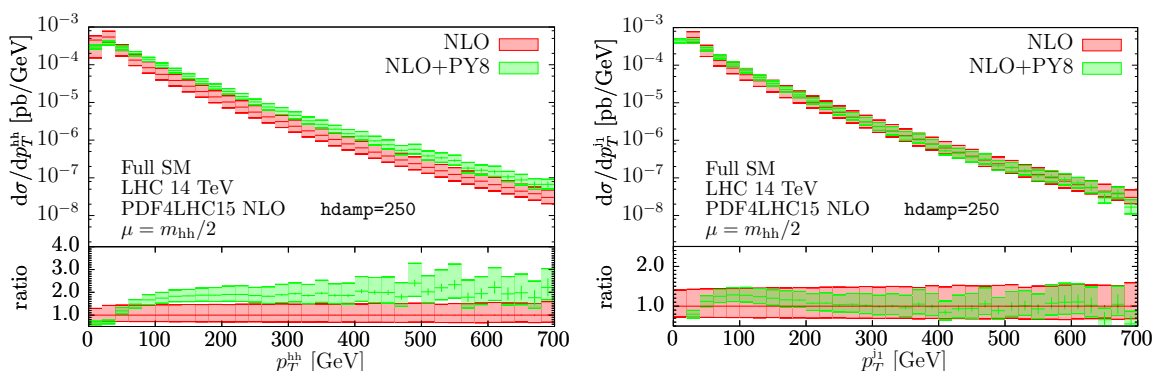 10⁻³
10⁻⁴
10⁻⁵
10⁻⁶
10⁻⁷
10⁻⁸
dσ/dp_T^hh [pb/GeV]
NLO
NLO+PY8
Full SM
LHC 14 TeV
PDF4LHC15 NLO hdamp=250
μ = m_hh/2
4.0
3.0
2.0
1.0
ratio
0 100 200 300 400 500 600 700
p_T^hh [GeV]
10⁻³
10⁻⁴
10⁻⁵
10⁻⁶
10⁻⁷
10⁻⁸
dσ/dp_T^j1 [pb/GeV]
NLO
NLO+PY8
Full SM
LHC 14 TeV
PDF4LHC15 NLO hdamp=250
μ = m_hh/2
2.0
1.0
ratio
0 100 200 300 400 500 600 700
p_T^j1 [GeV]